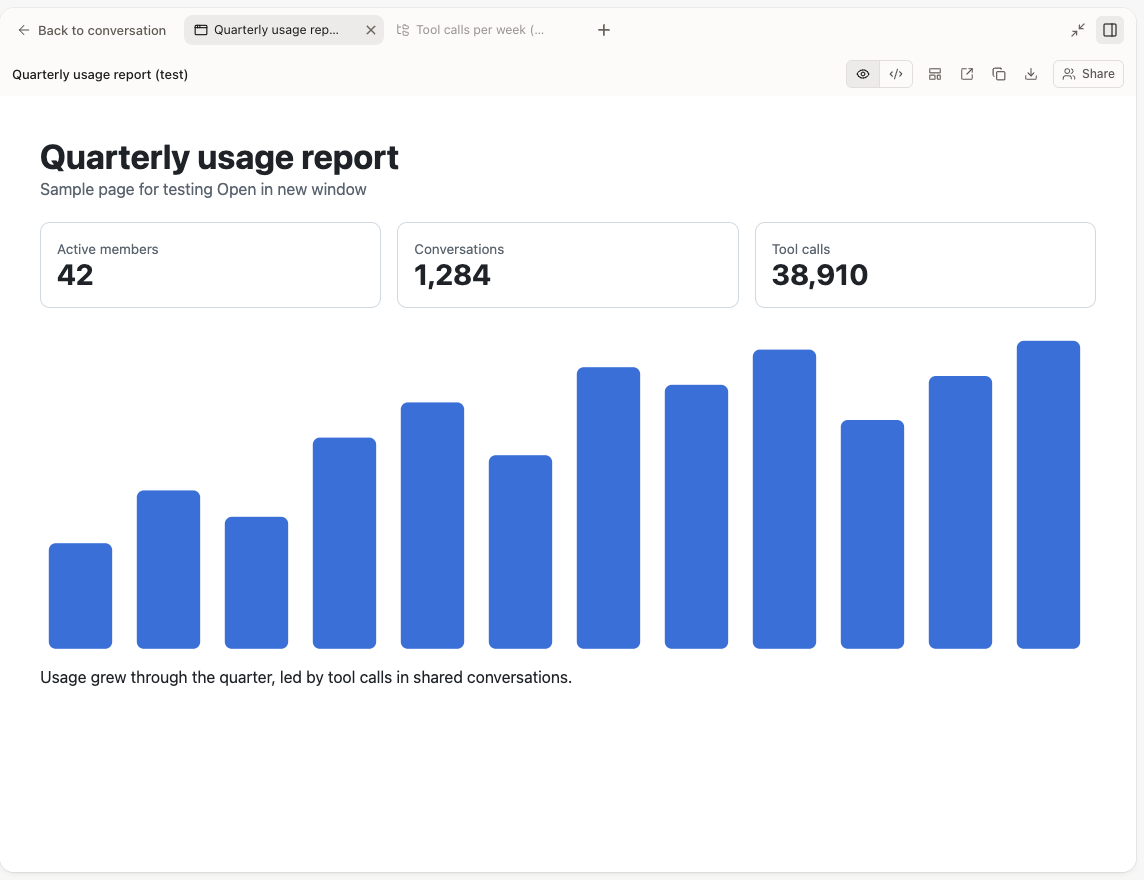 Back to conversation
Quarterly usage rep...
Tool calls per week (...
Quarterly usage report (test)
Share
Quarterly usage report
Sample page for testing Open in new window
Active members
42
Conversations
1,284
Tool calls
38,910
Usage grew through the quarter, led by tool calls in shared conversations.